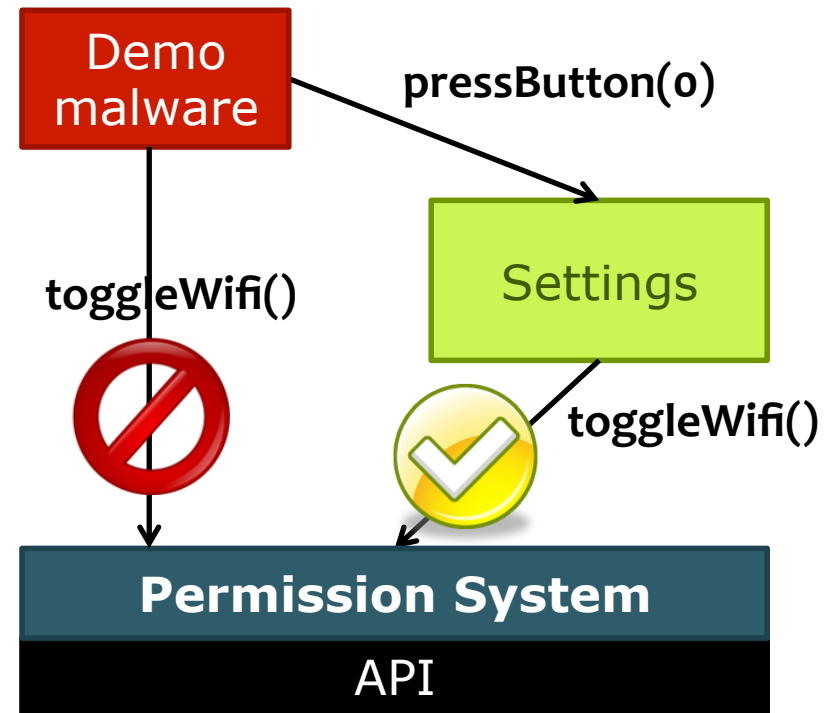 Demo
malware
pressButton(0)
toggleWifi()
Settings
toggleWifi()
Permission System
API